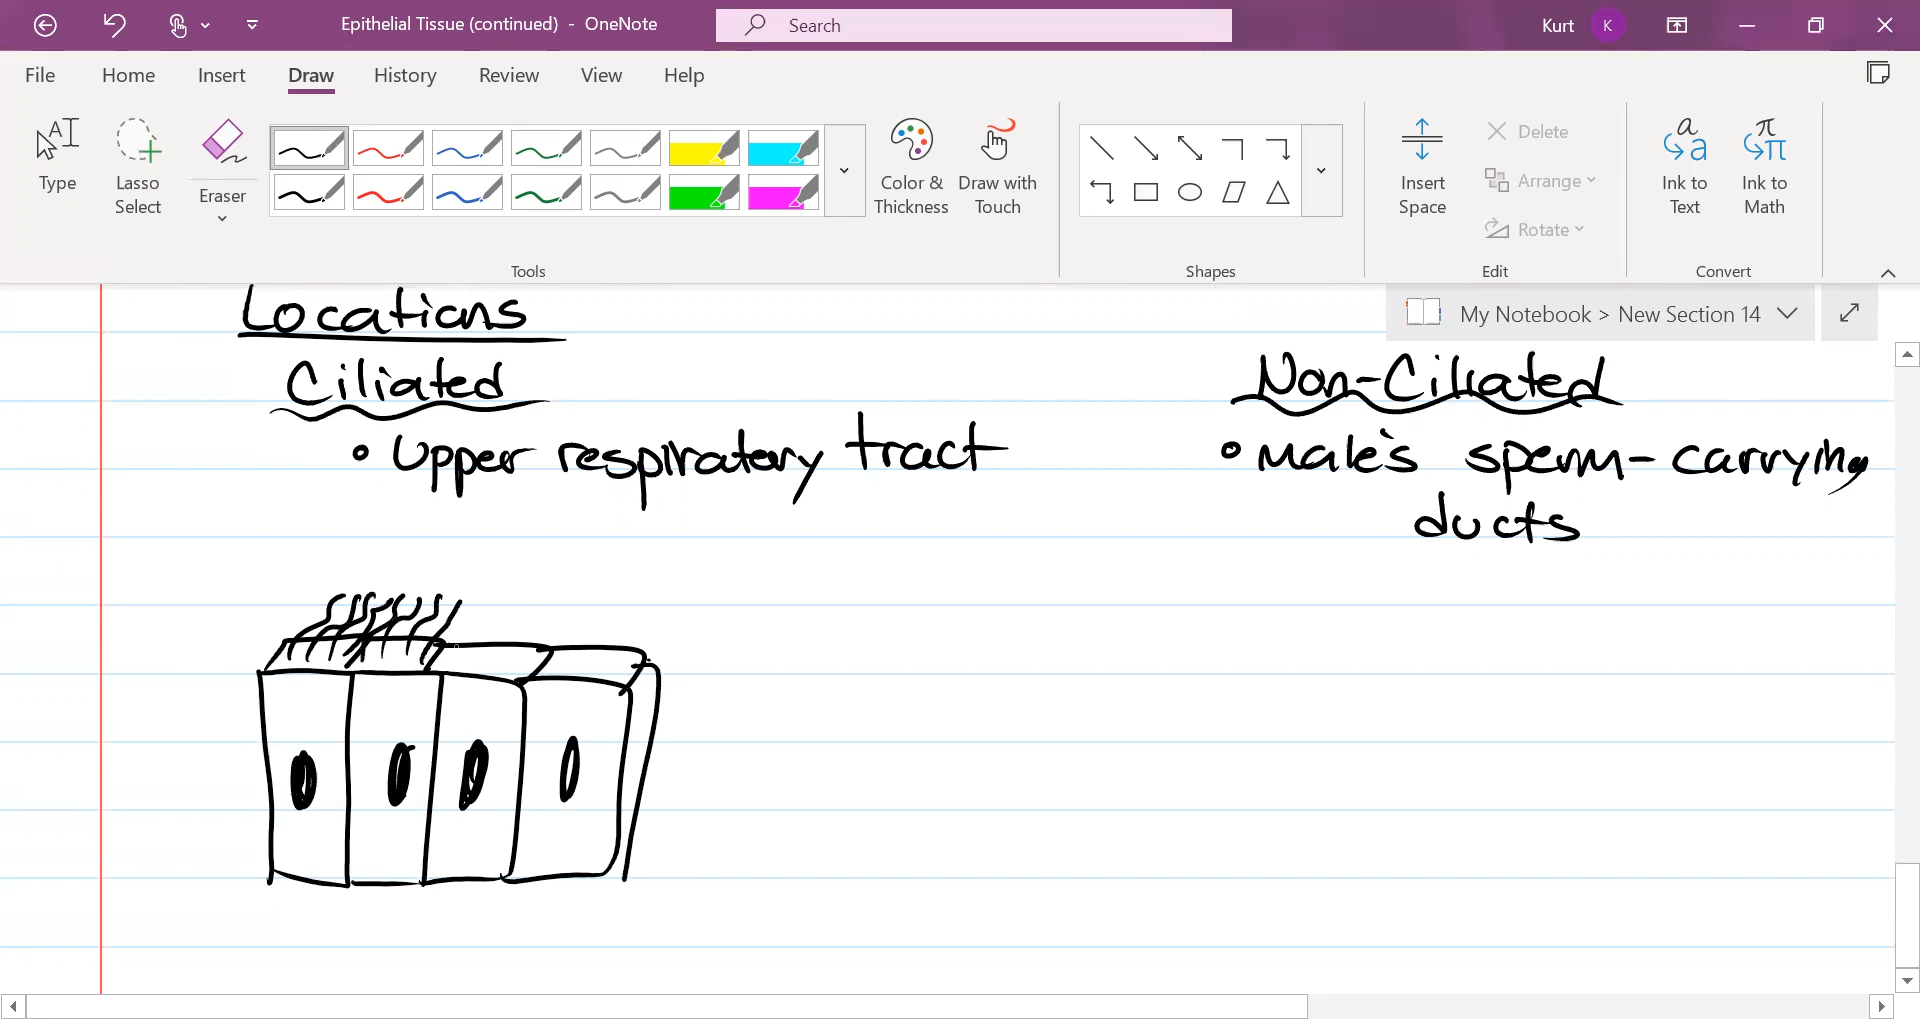 Epithelial Tissue (continued) - OneNote
Search
Kurt K
File Home Insert Draw History Review View Help
Type
Lasso Select
Eraser
Color & Thickness
Draw with Touch
Insert Space
Delete
Arrange
Rotate
Ink to Text
Ink to Math
Tools
Shapes
Edit
Convert
My Notebook > New Section 14
Locations
Ciliated
Non-Ciliated
• Upper respiratory tract
• Male's sperm-carrying
ducts